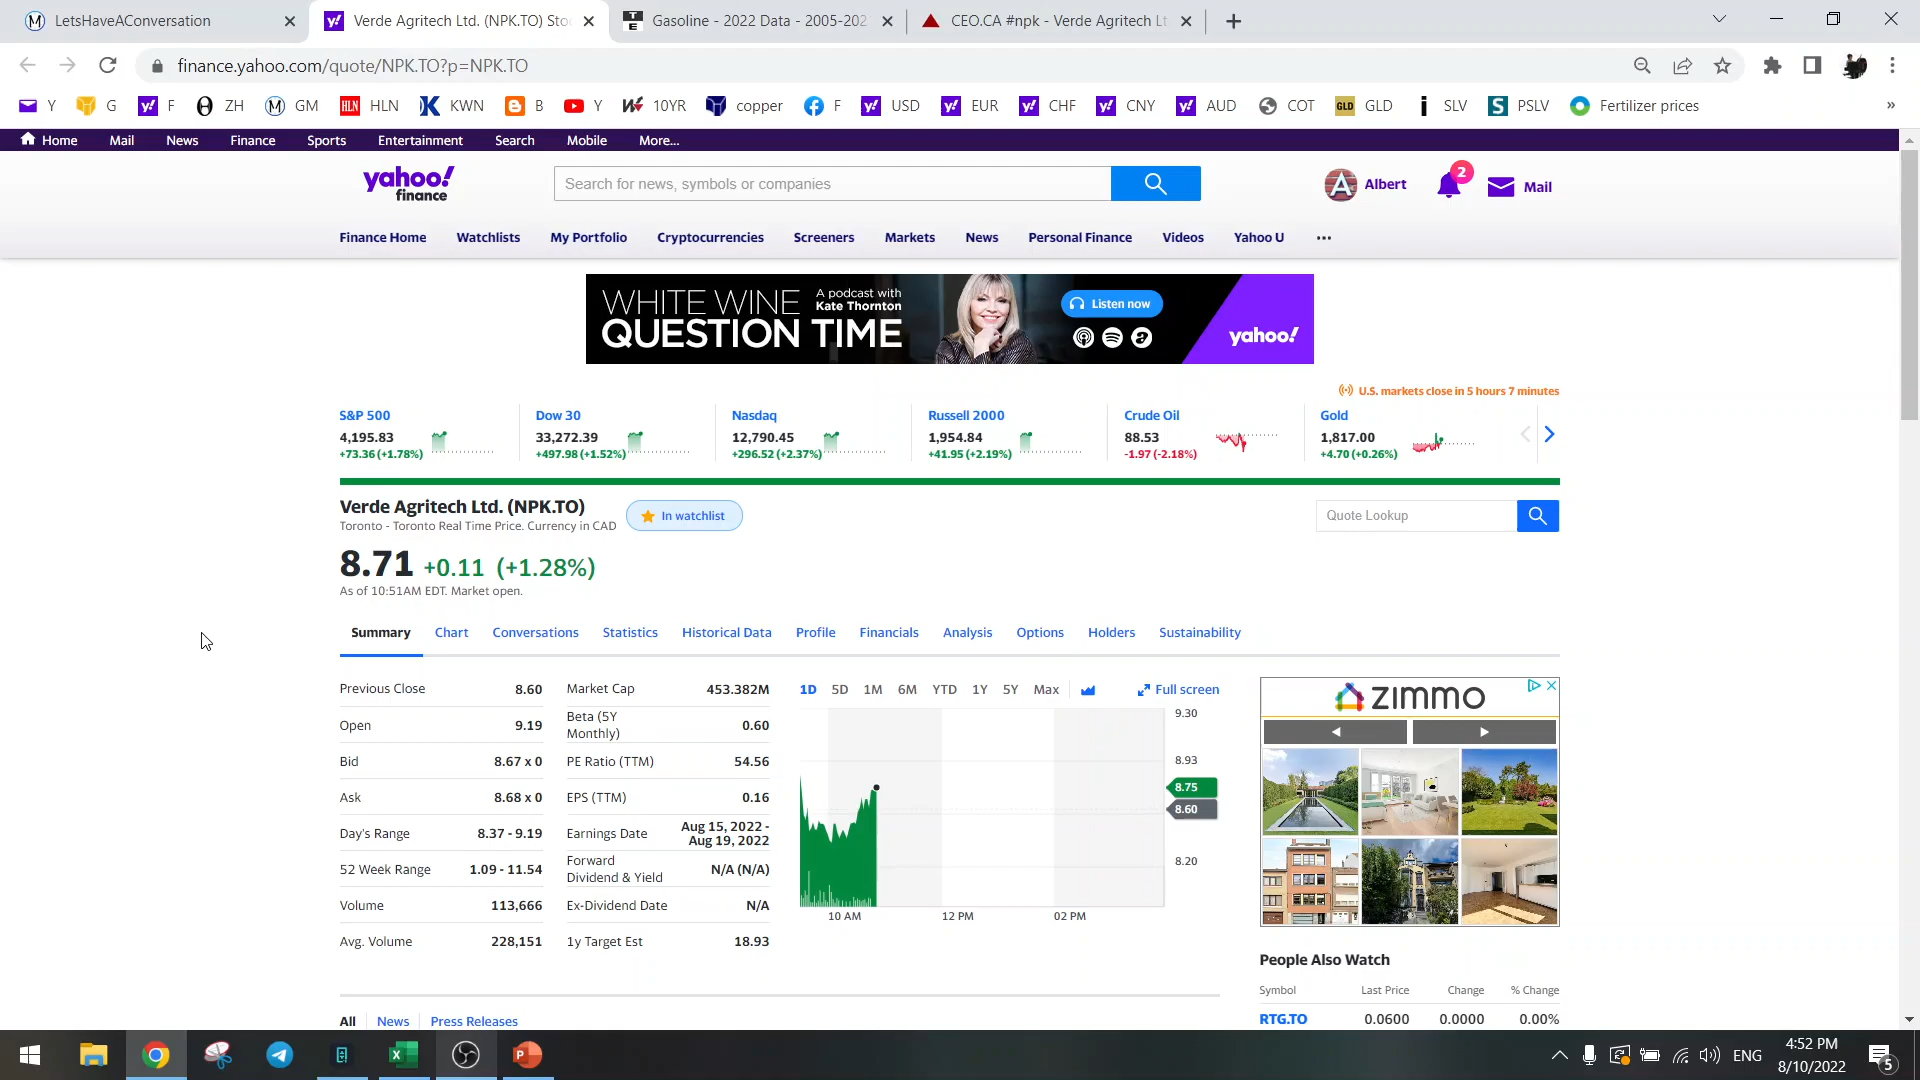 LetsHaveAConversation
Verde Agritech Ltd. (NPK.TO) Sto
Gasoline - 2022 Data - 2005-202
CEO.CA #npk - Verde Agritech Lt
finance.yahoo.com/quote/NPK.TO?p=NPK.TO
Y G F ZH GM HLN HLN KWN B Y 10YR copper F USD EUR CHF CNY AUD COT GLD GLD SLV PSLV Fertilizer prices »
Home Mail News Finance Sports Entertainment Search Mobile More...
yahoo!
finance
Search for news, symbols or companies
Albert
2
Mail
Finance Home Watchlists My Portfolio Cryptocurrencies Screeners Markets News Personal Finance Videos Yahoo U ...
WHITE WINE
QUESTION TIME
A podcast with
Kate Thornton
Listen now
yahoo!
U.S. markets close in 5 hours 7 minutes
S&P 500
4,195.83
+73.36 (+1.78%)
Dow 30
33,272.39
+497.98 (+1.52%)
Nasdaq
12,790.45
+296.52 (+2.37%)
Russell 2000
1,954.84
+41.95 (+2.19%)
Crude Oil
88.53
-1.97 (-2.18%)
Gold
1,817.00
+4.70 (+0.26%)
Verde Agritech Ltd. (NPK.TO)
Toronto - Toronto Real Time Price. Currency in CAD
In watchlist
Quote Lookup
8.71 +0.11 (+1.28%)
As of 10:51AM EDT. Market open.
Summary Chart Conversations Statistics Historical Data Profile Financials Analysis Options Holders Sustainability
Previous Close 8.60
Open 9.19
Bid 8.67 x 0
Ask 8.68 x 0
Day's Range 8.37 - 9.19
52 Week Range 1.09 - 11.54
Volume 113,666
Avg. Volume 228,151
Market Cap 453.382M
Beta (5Y
Monthly) 0.60
PE Ratio (TTM) 54.56
EPS (TTM) 0.16
Earnings Date Aug 15, 2022 -
Aug 19, 2022
Forward
Dividend & Yield N/A (N/A)
Ex-Dividend Date N/A
1y Target Est 18.93
1D 5D 1M 6M YTD 1Y 5Y Max Full screen
9.30
8.93
8.75
8.60
8.20
10 AM 12 PM 02 PM
zimmo
People Also Watch
Symbol Last Price Change % Change
RTG.TO 0.0600 0.0000 0.00%
All News Press Releases
ENG
4:52 PM
8/10/2022
5